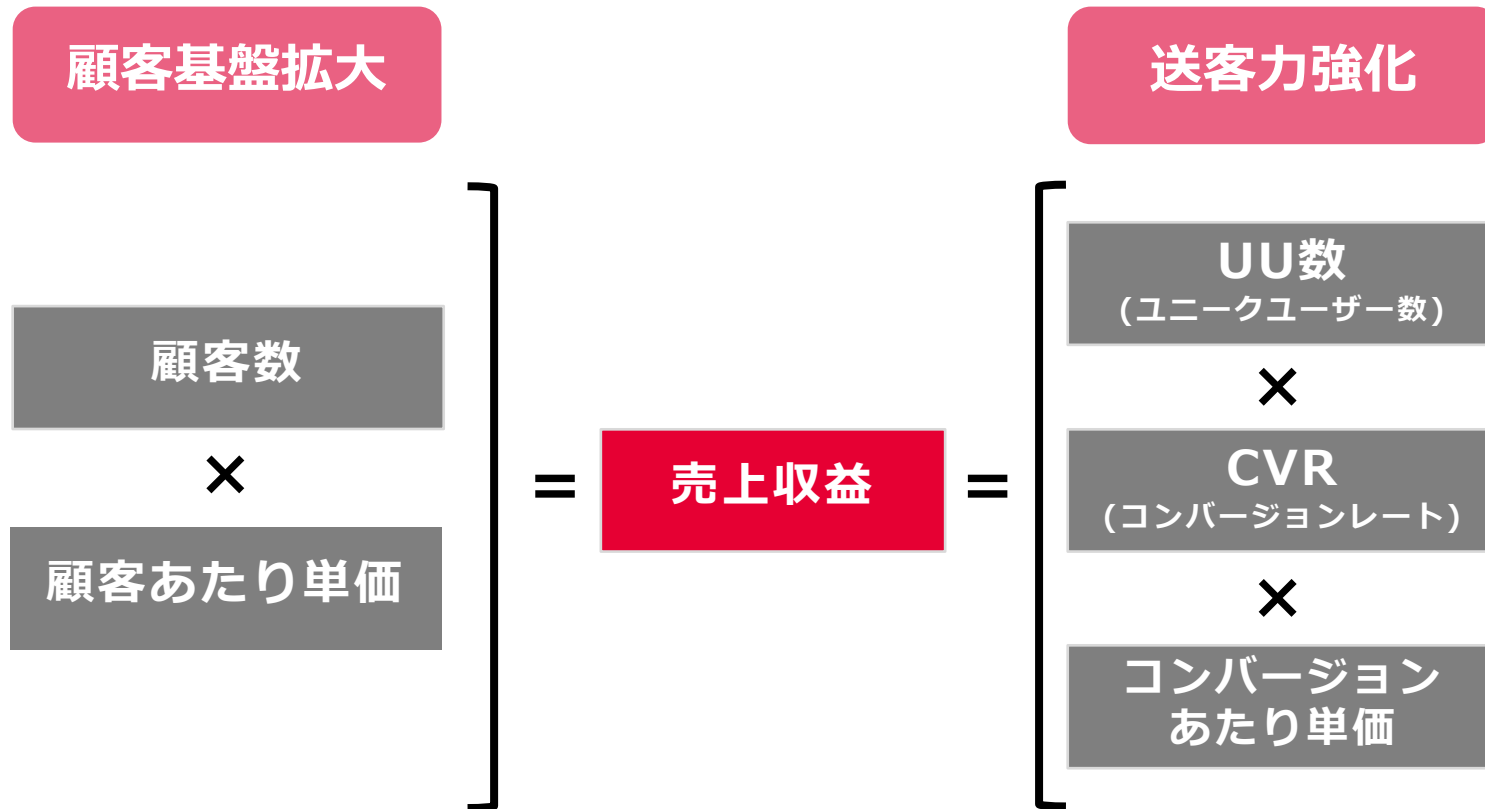 顧客基盤拡大
顧客数
×
顧客あたり単価
=
売上収益
=
送客力強化
UU数
(ユニークユーザー数)
×
CVR
(コンバージョンレート)
×
コンバージョン
あたり単価